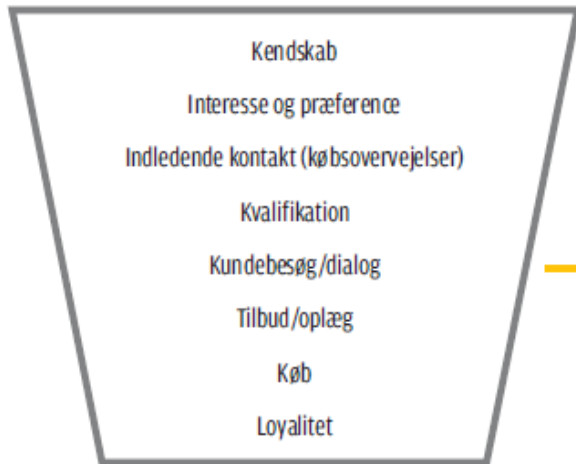 Kendskab
Interesse og præference
Indledende kontakt (købsovervejelser)
Kvalifikation
Kundebesøg/dialog
Tilbud/oplæg
Køb
Loyalitet